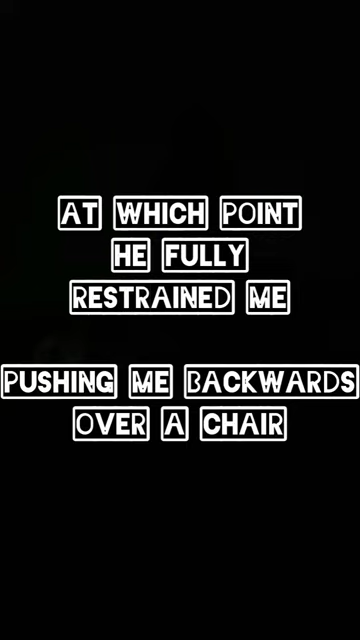 AT WHICH POINT
HE FULLY
RESTRAINED ME
PUSHING ME BACKWARDS
OVER A CHAIR